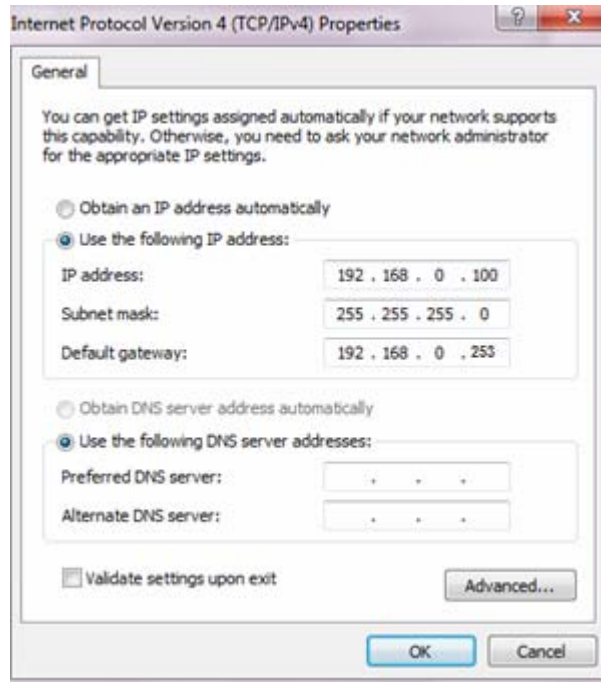 Internet Protocol Version 4 (TCP/IPv4) Properties
General
You can get IP settings assigned automatically if your network supports
this capability. Otherwise, you need to ask your network administrator
for the appropriate IP settings.
Obtain an IP address automatically
Use the following IP address:
IP address: 192 . 168 . 0 . 100
Subnet mask: 255 . 255 . 255 . 0
Default gateway: 192 . 168 . 0 . 253
Obtain DNS server address automatically
Use the following DNS server addresses:
Preferred DNS server: . . .
Alternate DNS server: . . .
Validate settings upon exit
Advanced...
OK Cancel